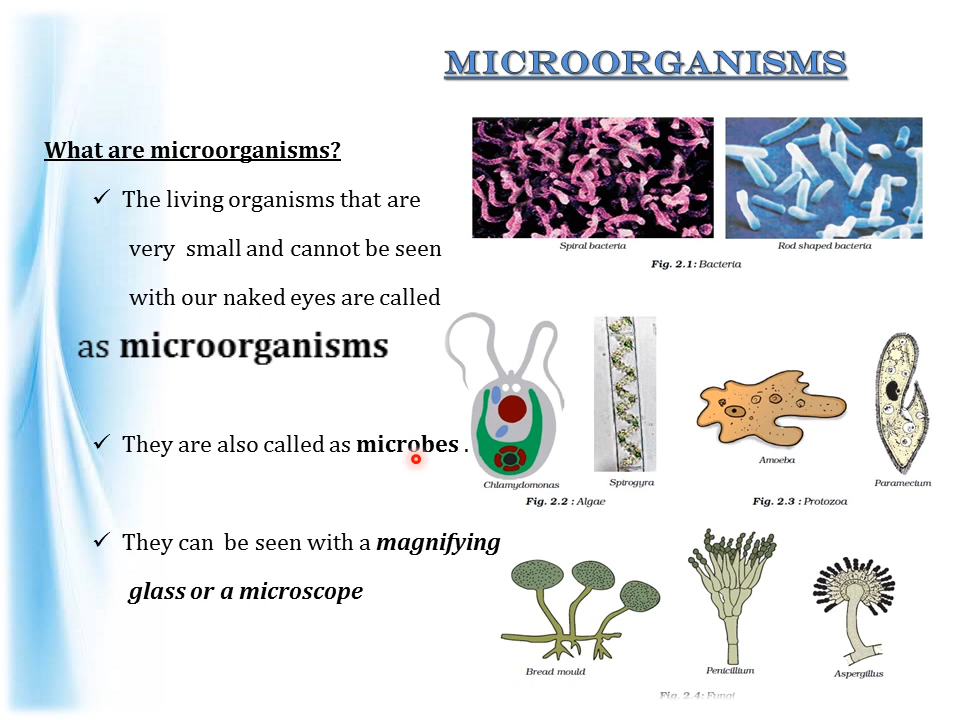 MICROORGANISMS
What are microorganisms?
✓ The living organisms that are
very small and cannot be seen
with our naked eyes are called
as microorganisms
✓ They are also called as microbes .
✓ They can be seen with a magnifying
glass or a microscope
Spiral bacteria
Rod shaped bacteria
Fig. 2.1: Bacteria
Chlamydomonas
Spirogyra
Fig. 2.2 : Algae
Amoeba
Paramecium
Fig. 2.3 : Protozoa
Bread mould
Penicillium
Aspergillus
Fig. 2.4: Fungi